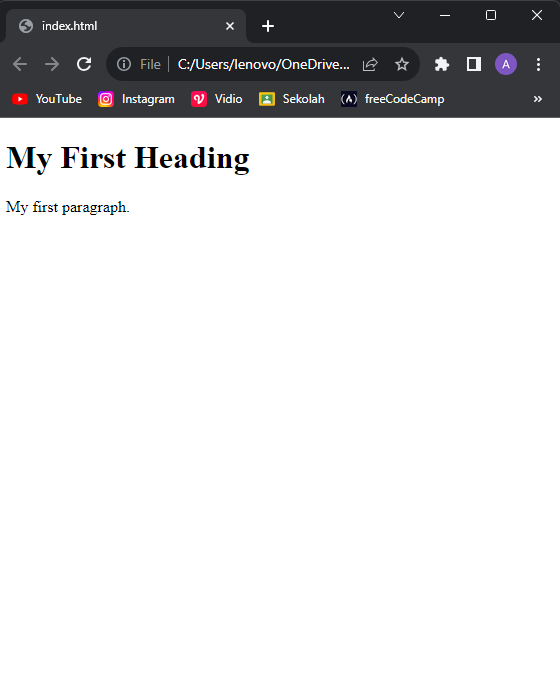 index.html
File C:/Users/lenovo/OneDrive...
A
YouTube Instagram Vidio Sekolah freeCodeCamp »
My First Heading
My first paragraph.